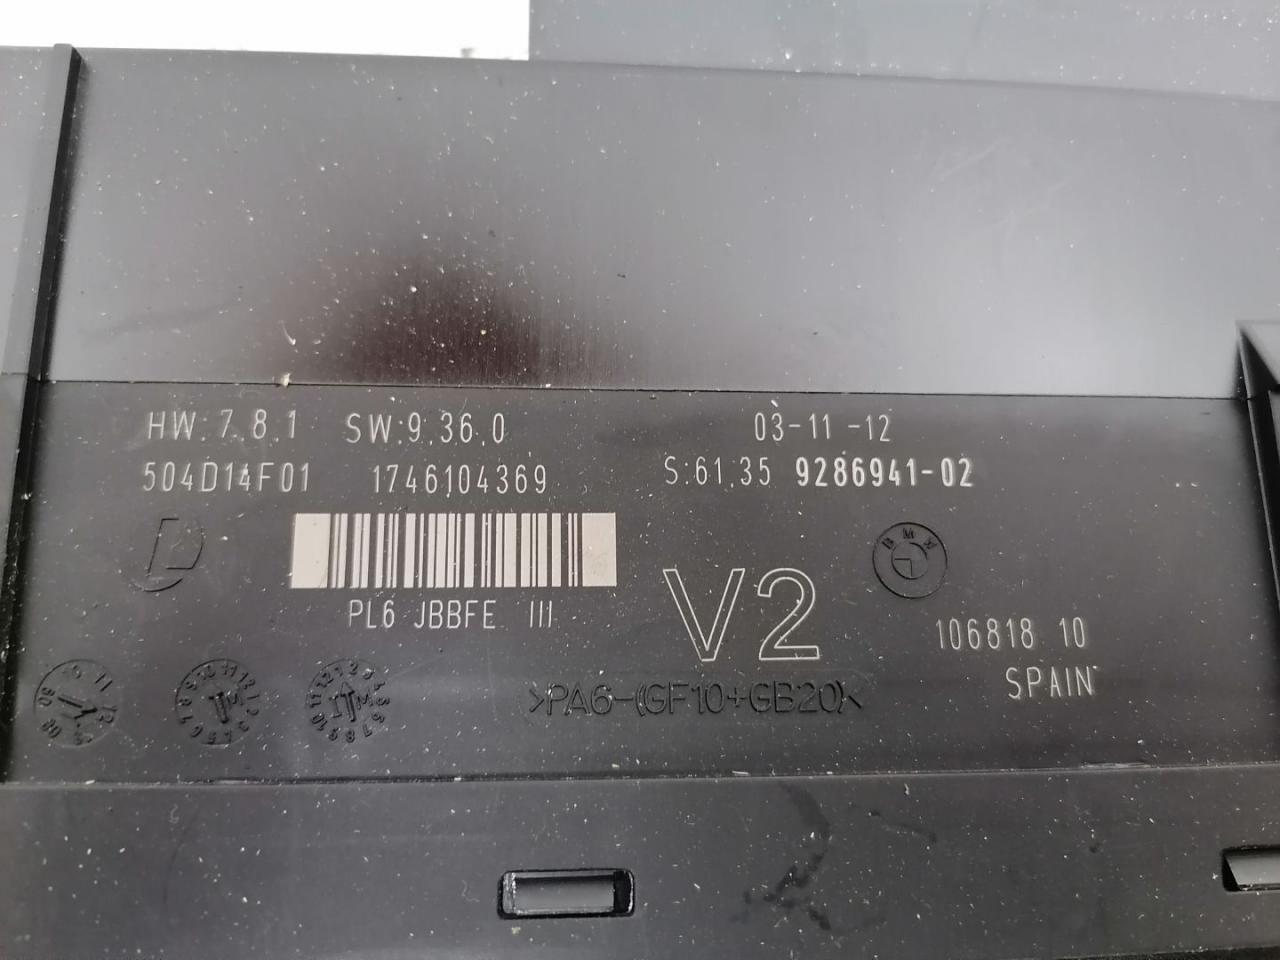 HW:7.8.1 SW:9.36.0 03-11-12
504D14F01 1746104369 S:61.35 9286941-02
PL6 JBBFE III
V2
BMW
106818 10
SPAIN
>PA6-(GF10+GB20)<